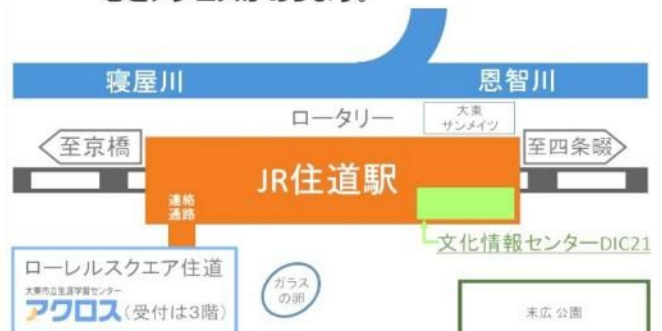 寝屋川
恩智川
ロータリー
大東
サンメイツ
至京橋
至四条畷
JR住道駅
連絡
通路
文化情報センターDIC21
ローレルスクエア住道
大東市立生涯学習センター
アクロス(受付は3階)
ガラス
の卵
末広公園